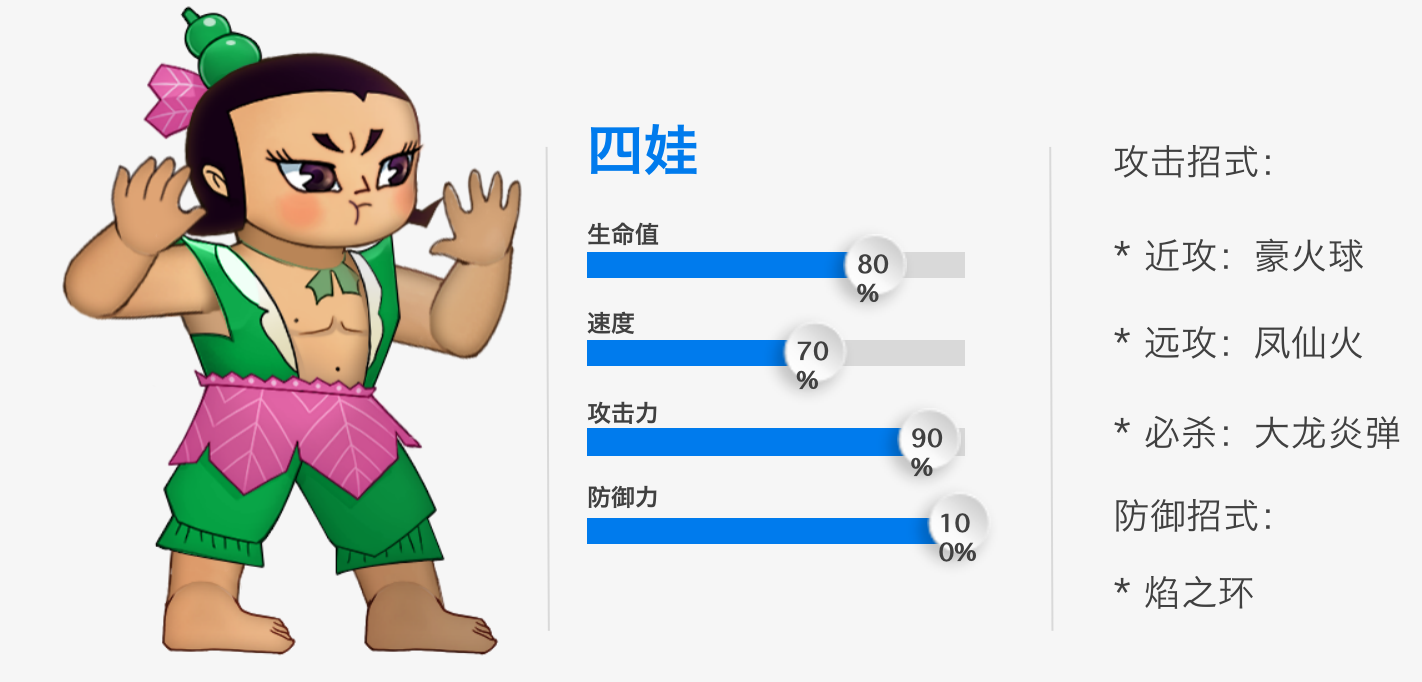 四娃
生命值
80
%
速度
70
%
攻击力
90
%
防御力
10
0%
攻击招式：
* 近攻：豪火球
* 远攻：凤仙火
* 必杀：大龙炎弹
防御招式：
* 焰之环